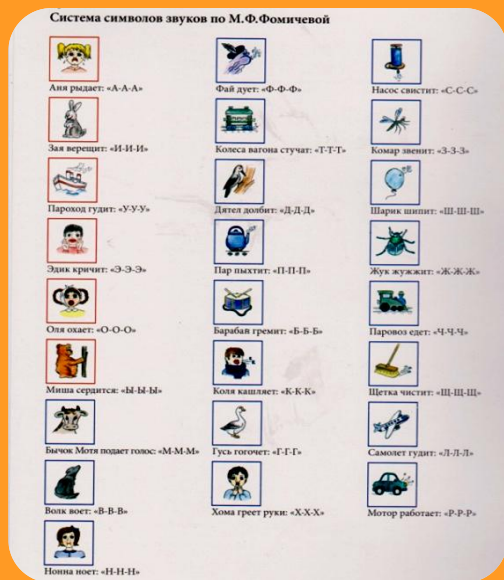 Система символов звуков по М.Ф.Фомичевой
Аня рыдает: «А-А-А»
Зая верещит: «И-И-И»
Пароход гудит: «У-У-У»
Эдик кричит: «Э-Э-Э»
Оля охает: «О-О-О»
Миша сердится: «Ы-Ы-Ы»
Бычок Мотя подает голос: «М-М-М»
Волк воет: «В-В-В»
Нонна ноет: «Н-Н-Н»
Фай дует: «Ф-Ф-Ф»
Колеса вагона стучат: «Т-Т-Т»
Дятел долбит: «Д-Д-Д»
Пар пыхтит: «П-П-П»
Барабан гремит: «Б-Б-Б»
Коля кашляет: «К-К-К»
Гусь гогочет: «Г-Г-Г»
Хома греет руки: «Х-Х-Х»
Насос свистит: «С-С-С»
Комар звенит: «З-З-З»
Шарик шипит: «Ш-Ш-Ш»
Жук жужжит: «Ж-Ж-Ж»
Паровоз едет: «Ч-Ч-Ч»
Щетка чистит: «Щ-Щ-Щ»
Самолет гудит: «Л-Л-Л»
Мотор работает: «Р-Р-Р»